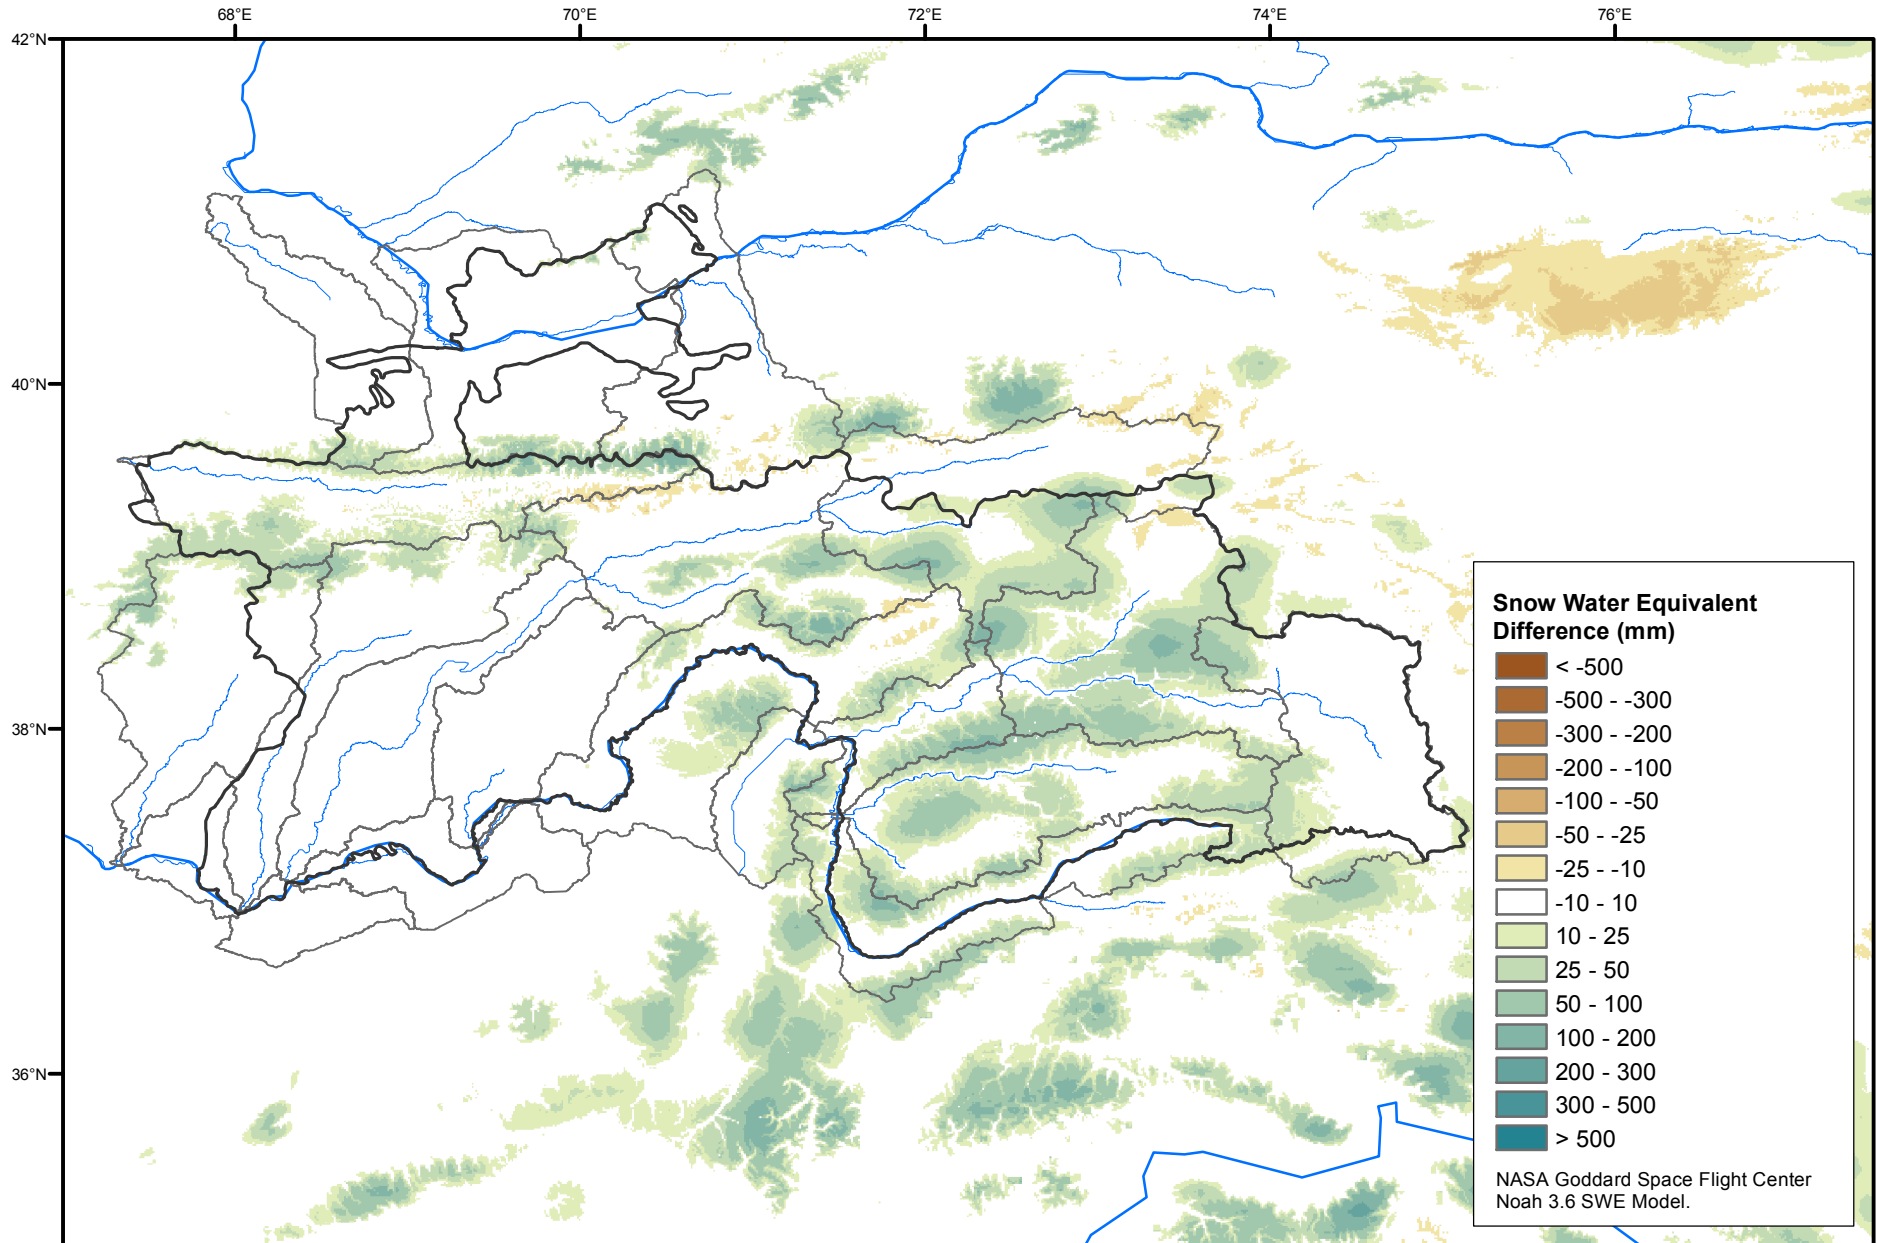 68°E 70°E 72°E 74°E 76°E
42°N
40°N
38°N
36°N
Snow Water Equivalent
Difference (mm)
< -500
-500 - -300
-300 - -200
-200 - -100
-100 - -50
-50 - -25
-25 - -10
-10 - 10
10 - 25
25 - 50
50 - 100
100 - 200
200 - 300
300 - 500
> 500
NASA Goddard Space Flight Center
Noah 3.6 SWE Model.